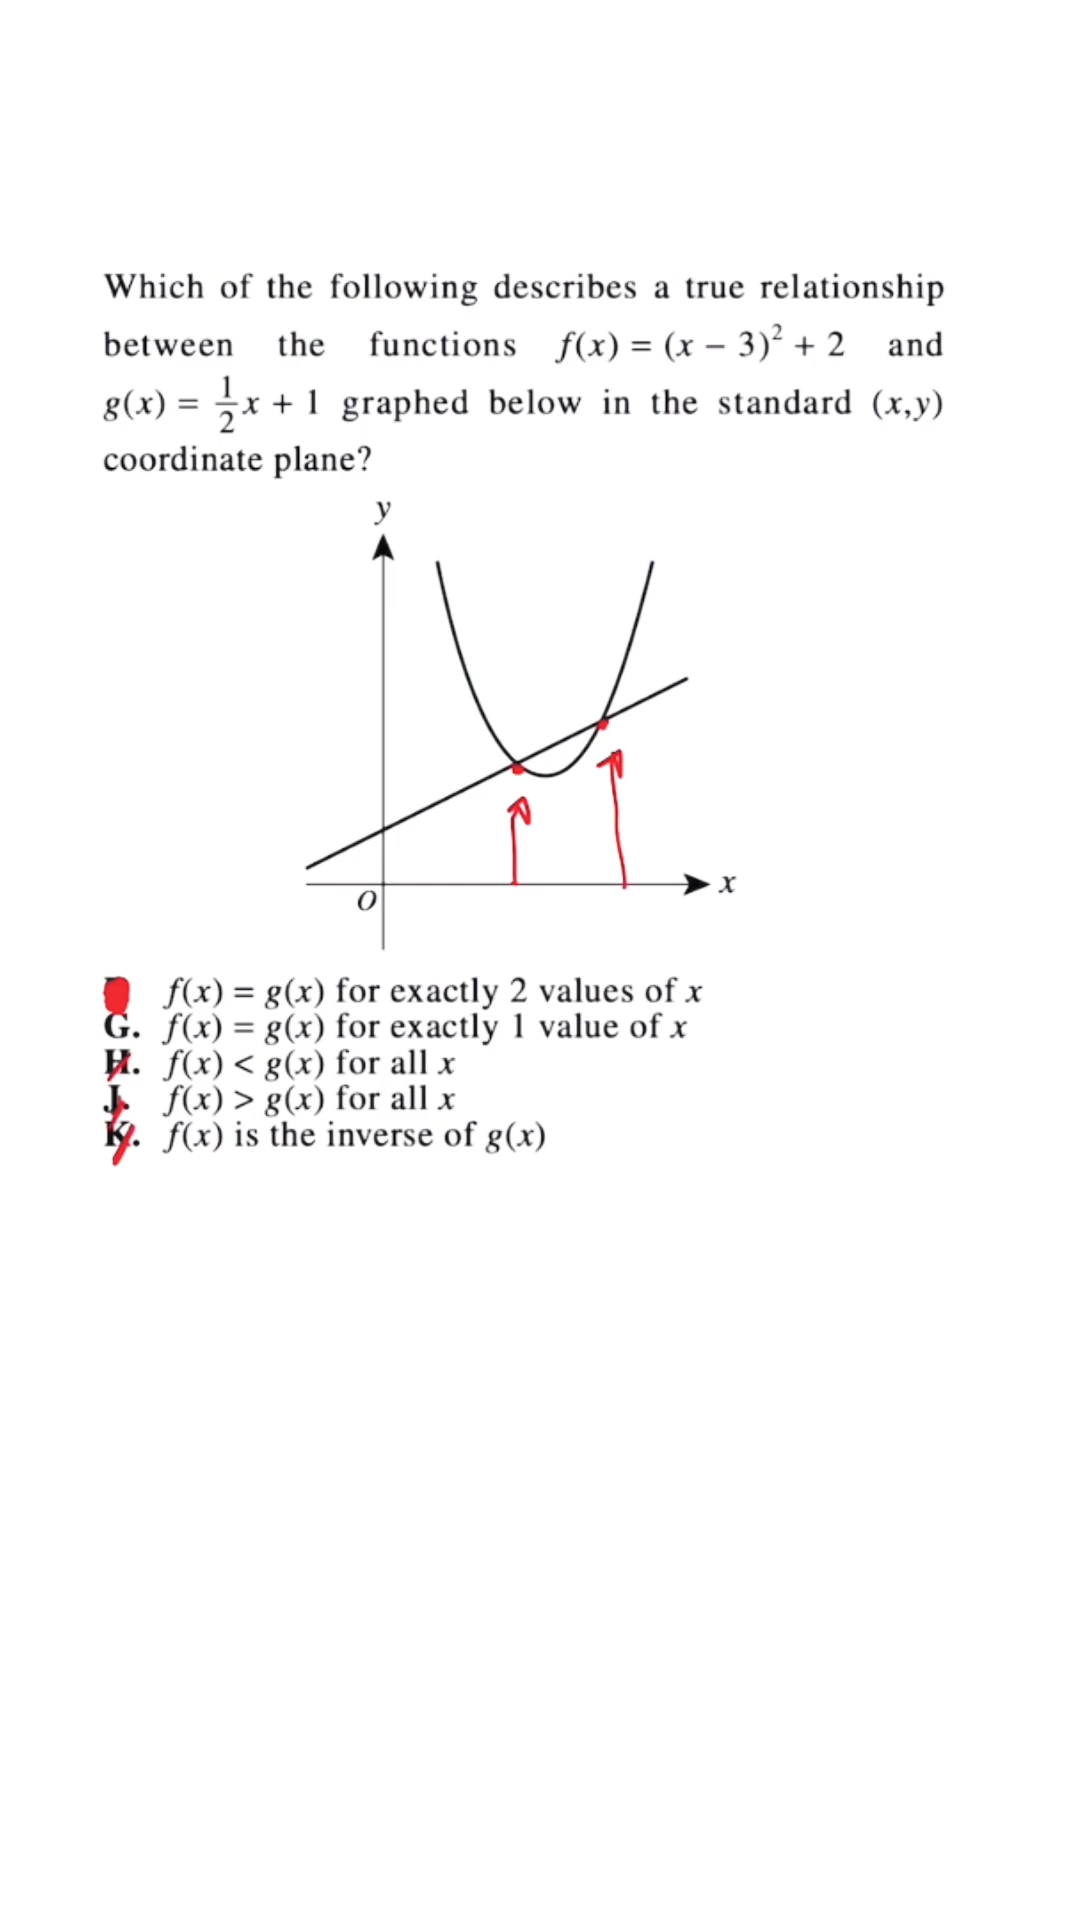 Which of the following describes a true relationship
between the functions f(x) = (x − 3)² + 2 and
g(x) = 1/2 x + 1 graphed below in the standard (x,y)
coordinate plane?
y
x
O
f(x) = g(x) for exactly 2 values of x
G. f(x) = g(x) for exactly 1 value of x
H. f(x) < g(x) for all x
J. f(x) > g(x) for all x
K. f(x) is the inverse of g(x)